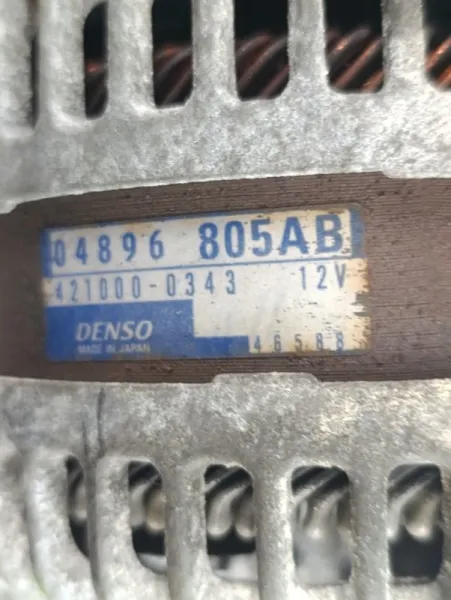 04896 805AB
421000-0343 12V
DENSO
MADE IN JAPAN
46588